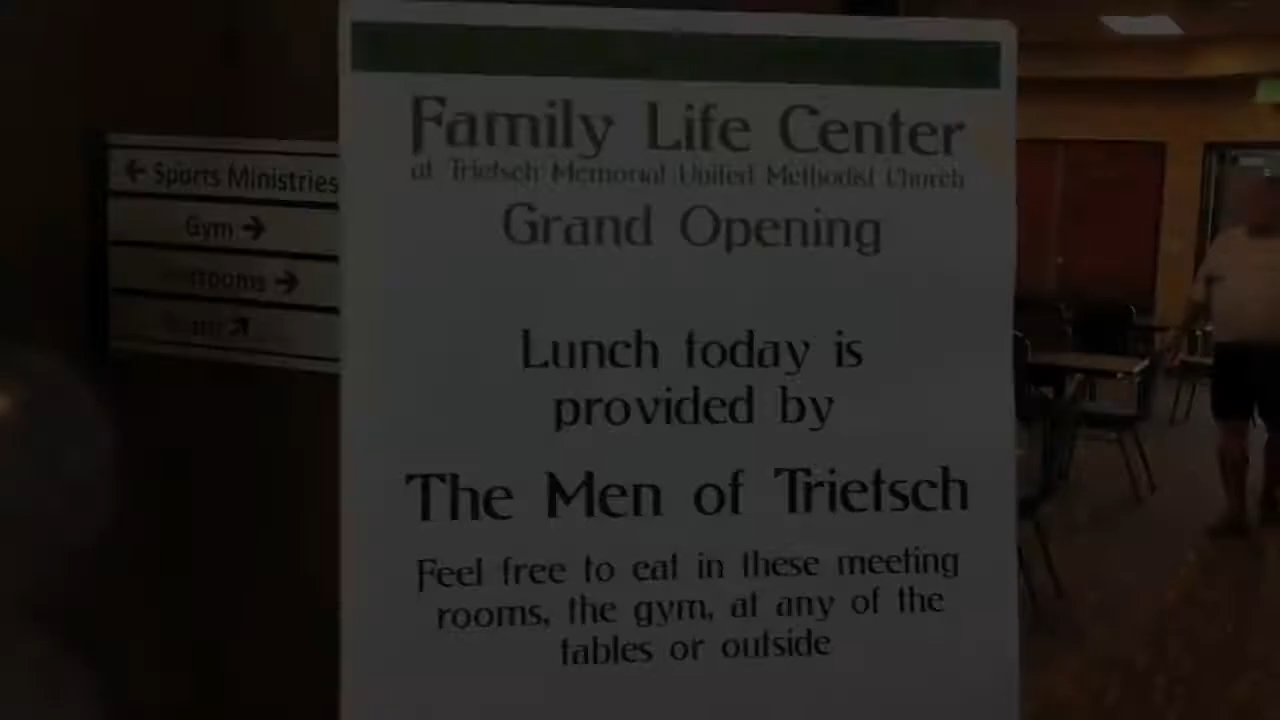 ← Sports Ministries
Gym →
→
Family Life Center
at Trietsch Memorial United Methodist Church
Grand Opening
Lunch today is
provided by
The Men of Trietsch
Feel free to eat in these meeting
rooms, the gym, at any of the
tables or outside